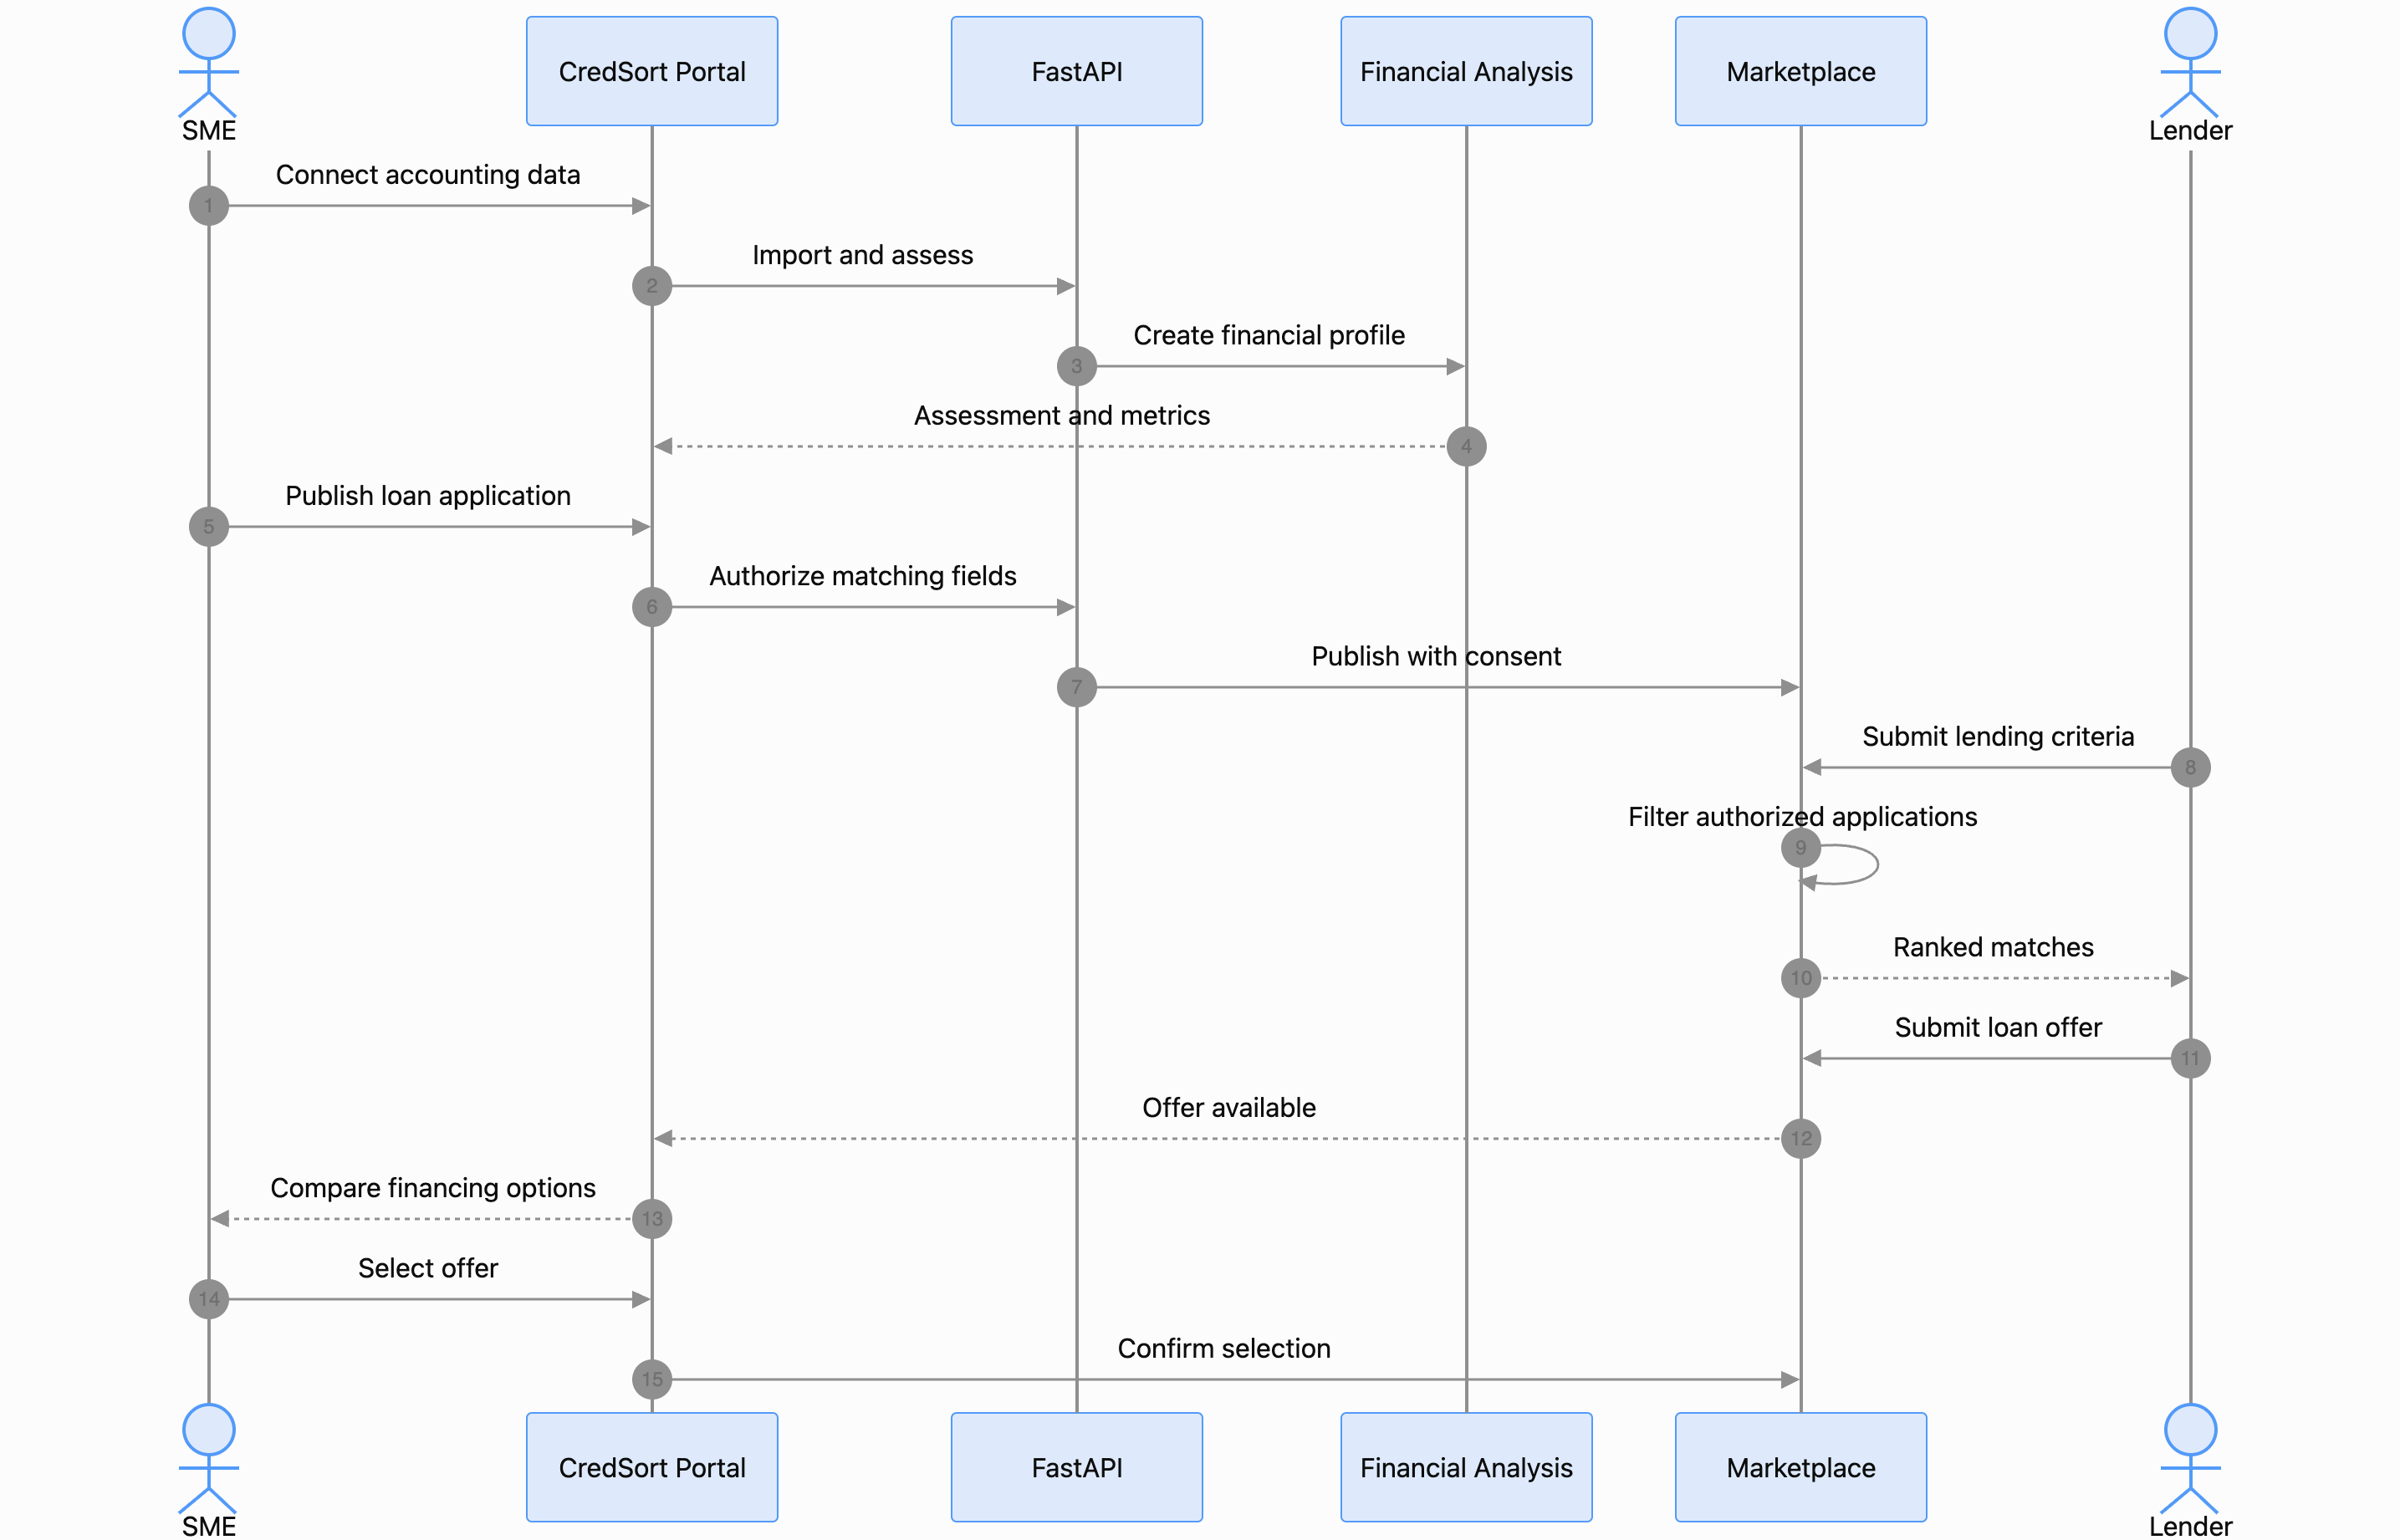 SME
CredSort Portal
FastAPI
Financial Analysis
Marketplace
Lender
Connect accounting data
1
Import and assess
2
Create financial profile
3
Assessment and metrics
4
Publish loan application
5
Authorize matching fields
6
Publish with consent
7
Submit lending criteria
8
Filter authorized applications
9
Ranked matches
10
Submit loan offer
11
Offer available
12
Compare financing options
13
Select offer
14
Confirm selection
15
SME
CredSort Portal
FastAPI
Financial Analysis
Marketplace
Lender